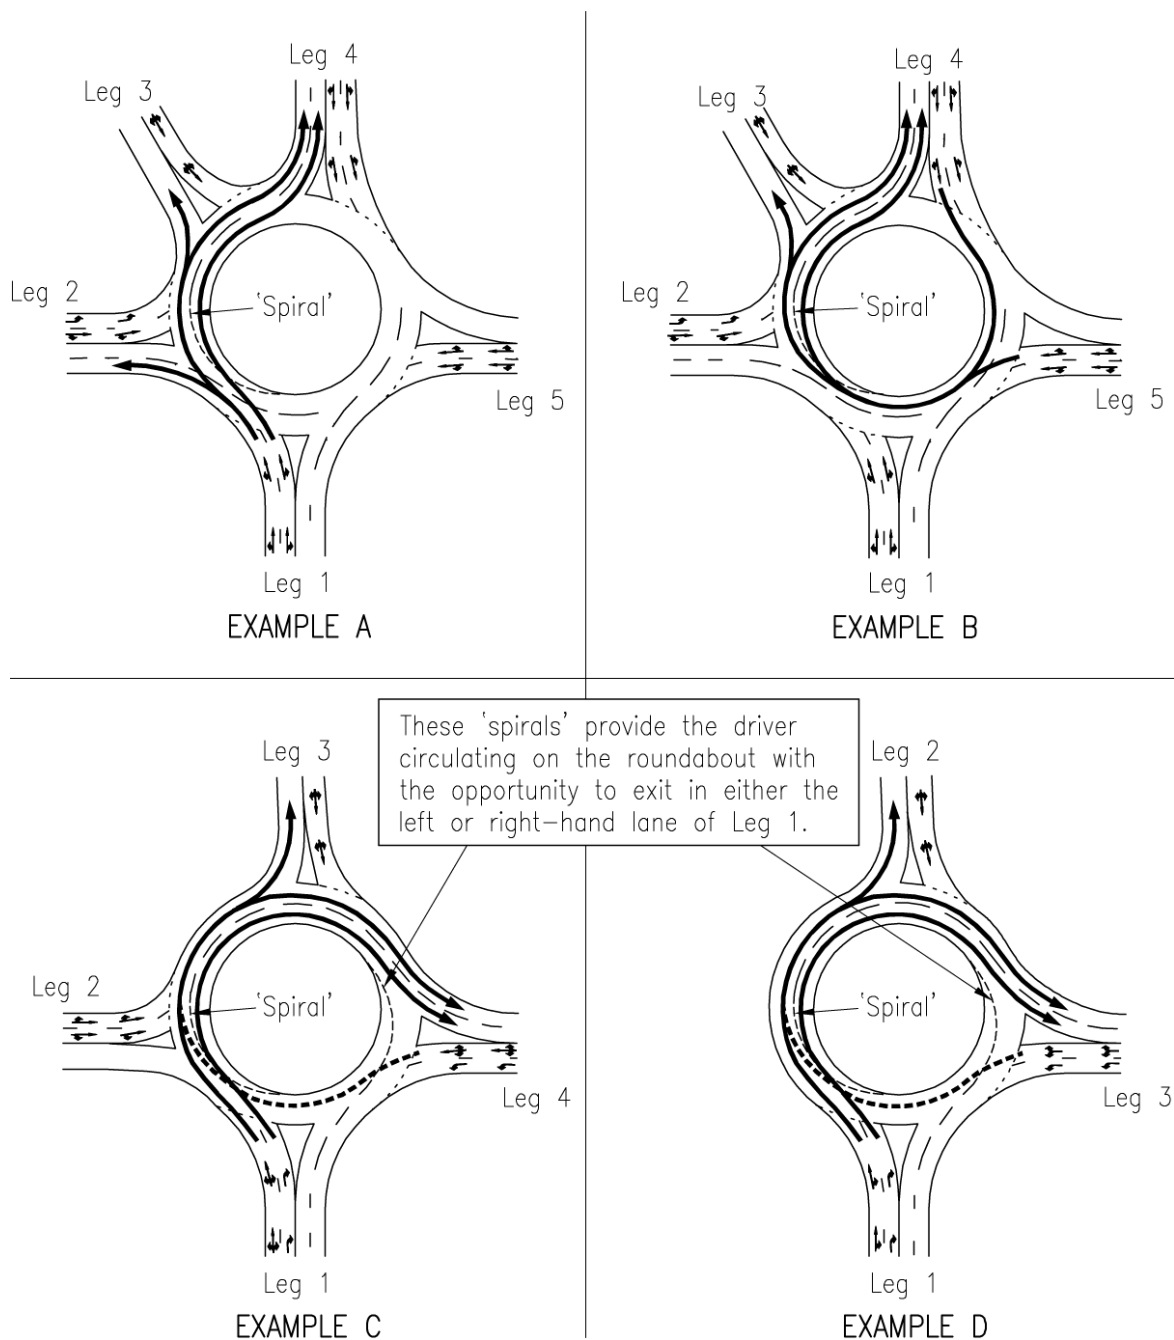 Leg 4
Leg 3
Leg 2
'Spiral'
Leg 5
Leg 1
EXAMPLE A
Leg 4
Leg 3
Leg 2
'Spiral'
Leg 5
Leg 1
EXAMPLE B
These 'spirals' provide the driver
circulating on the roundabout with
the opportunity to exit in either the
left or right-hand lane of Leg 1.
Leg 3
Leg 2
'Spiral'
Leg 4
Leg 1
EXAMPLE C
Leg 2
'Spiral'
Leg 3
Leg 1
EXAMPLE D